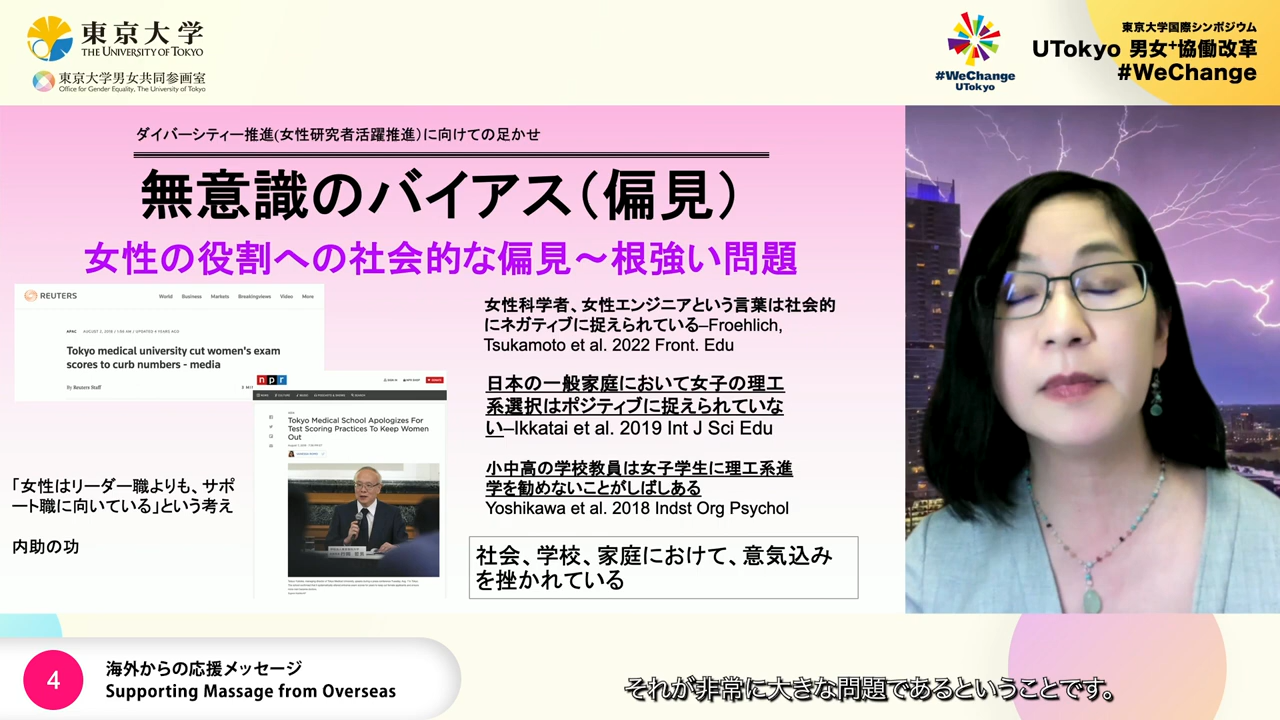 東京大学
THE UNIVERSITY OF TOKYO
東京大学男女共同参画室
Office for Gender Equality, The University of Tokyo
#WeChange
UTokyo
東京大学国際シンポジウム
UTokyo 男女+協働改革
#WeChange
ダイバーシティー推進(女性研究者活躍推進)に向けての足かせ
無意識のバイアス(偏見)
女性の役割への社会的な偏見～根強い問題
REUTERS
World Business Markets Breakingviews Video More
APAC
Tokyo medical university cut women's exam
scores to curb numbers - media
By Reuters Staff
npr
Tokyo Medical School Apologizes For
Test Scoring Practices To Keep Women
Out
「女性はリーダー職よりも、サポ
ート職に向いている」という考え
内助の功
女性科学者、女性エンジニアという言葉は社会的
にネガティブに捉えられている–Froehlich,
Tsukamoto et al. 2022 Front. Edu
日本の一般家庭において女子の理工
系選択はポジティブに捉えられていな
い–Ikkatai et al. 2019 Int J Sci Edu
小中高の学校教員は女子学生に理工系進
学を勧めないことがしばしある
Yoshikawa et al. 2018 Indst Org Psychol
社会、学校、家庭におけて、意気込み
を挫かれている
4
海外からの応援メッセージ
Supporting Massage from Overseas
それが非常に大きな問題であるということです。